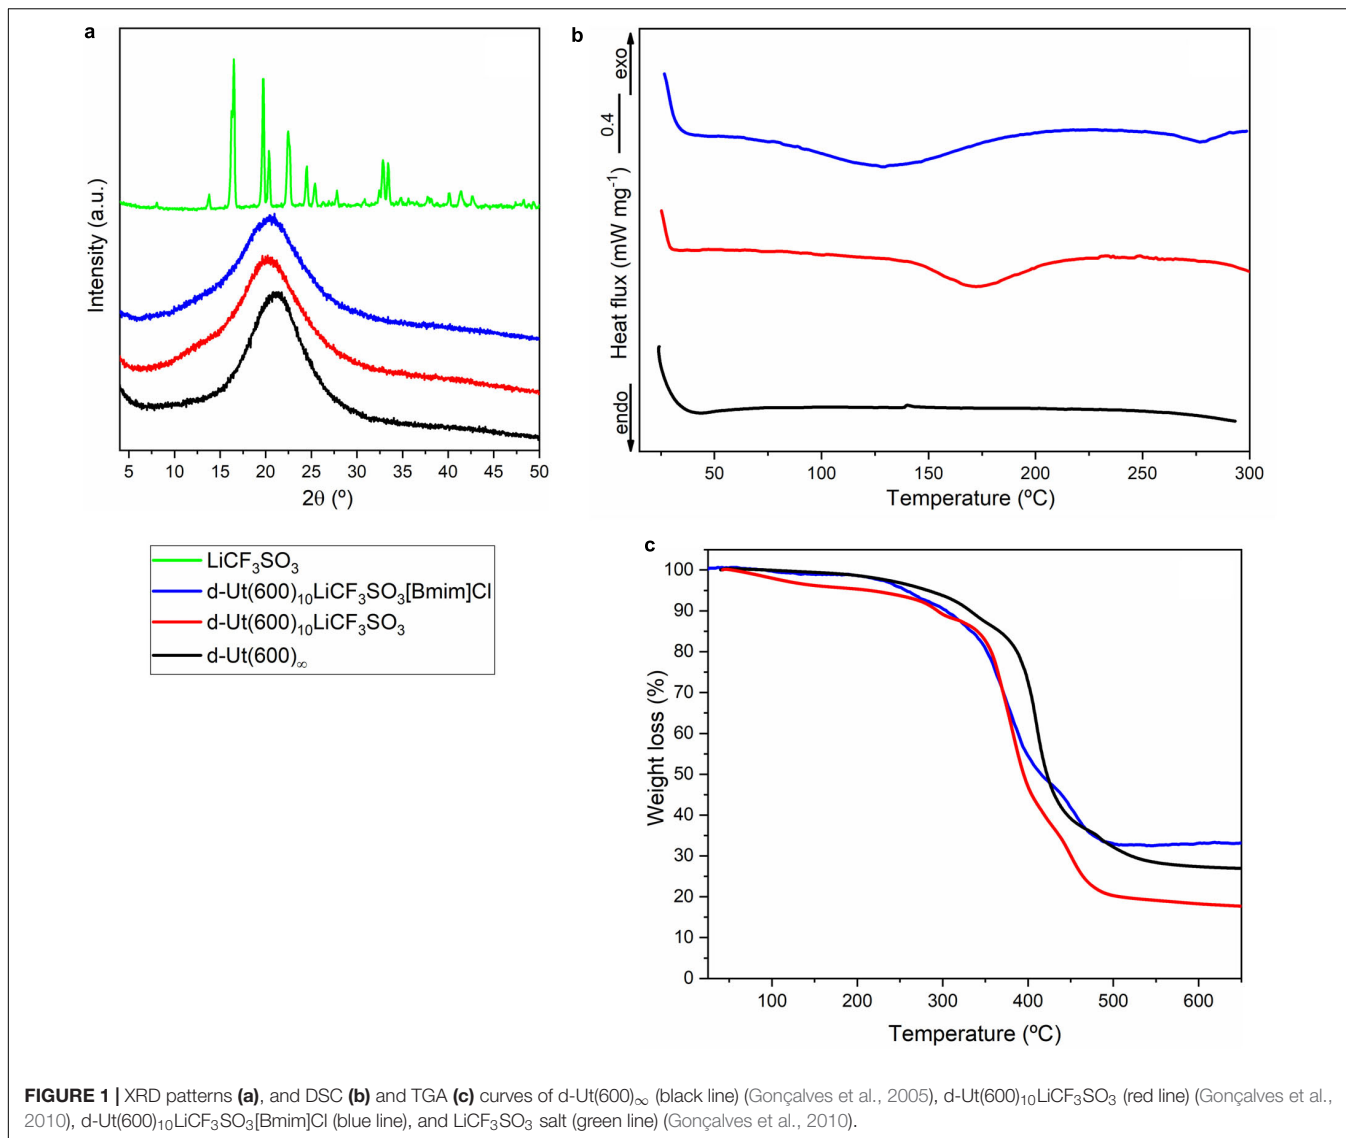 a
Intensity (a.u.)
5 10 15 20 25 30 35 40 45 50
2θ (º)
b
exo
0.4
Heat flux (mW mg⁻¹)
endo
50 100 150 200 250 300
Temperature (ºC)
LiCF₃SO₃
d-Ut(600)₁₀LiCF₃SO₃[Bmim]Cl
d-Ut(600)₁₀LiCF₃SO₃
d-Ut(600)∞
c
Weight loss (%)
100
90
80
70
60
50
40
30
20
10
0
100 200 300 400 500 600
Temperature (ºC)
FIGURE 1 | XRD patterns (a), and DSC (b) and TGA (c) curves of d-Ut(600)∞ (black line) (Gonçalves et al., 2005), d-Ut(600)₁₀LiCF₃SO₃ (red line) (Gonçalves et al.,
2010), d-Ut(600)₁₀LiCF₃SO₃[Bmim]Cl (blue line), and LiCF₃SO₃ salt (green line) (Gonçalves et al., 2010).